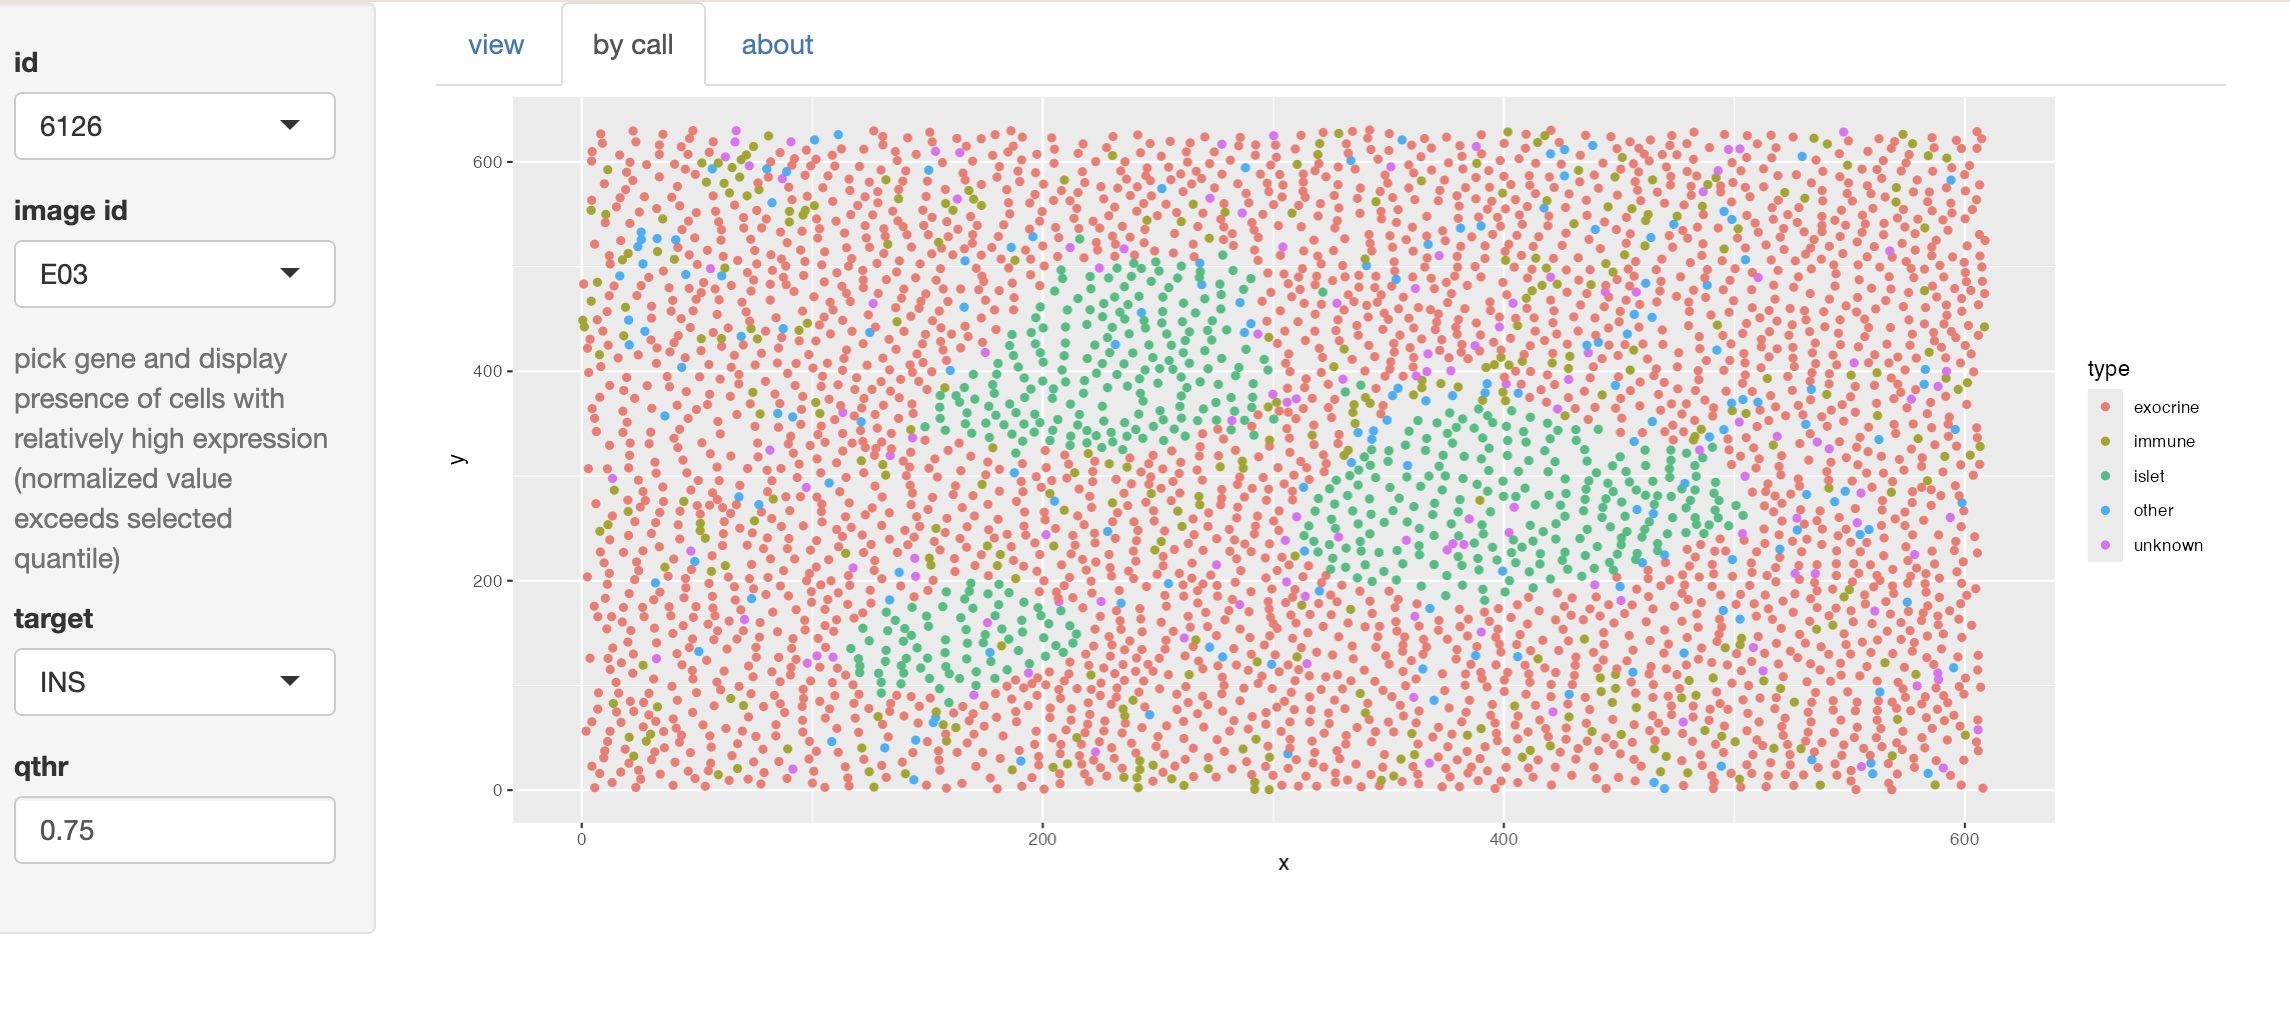 id
6126
image id
E03
pick gene and display
presence of cells with
relatively high expression
(normalized value
exceeds selected
quantile)
target
INS
qthr
0.75
view by call about
600
400
200
0
y
0 200 400 600
x
type
exocrine
immune
islet
other
unknown